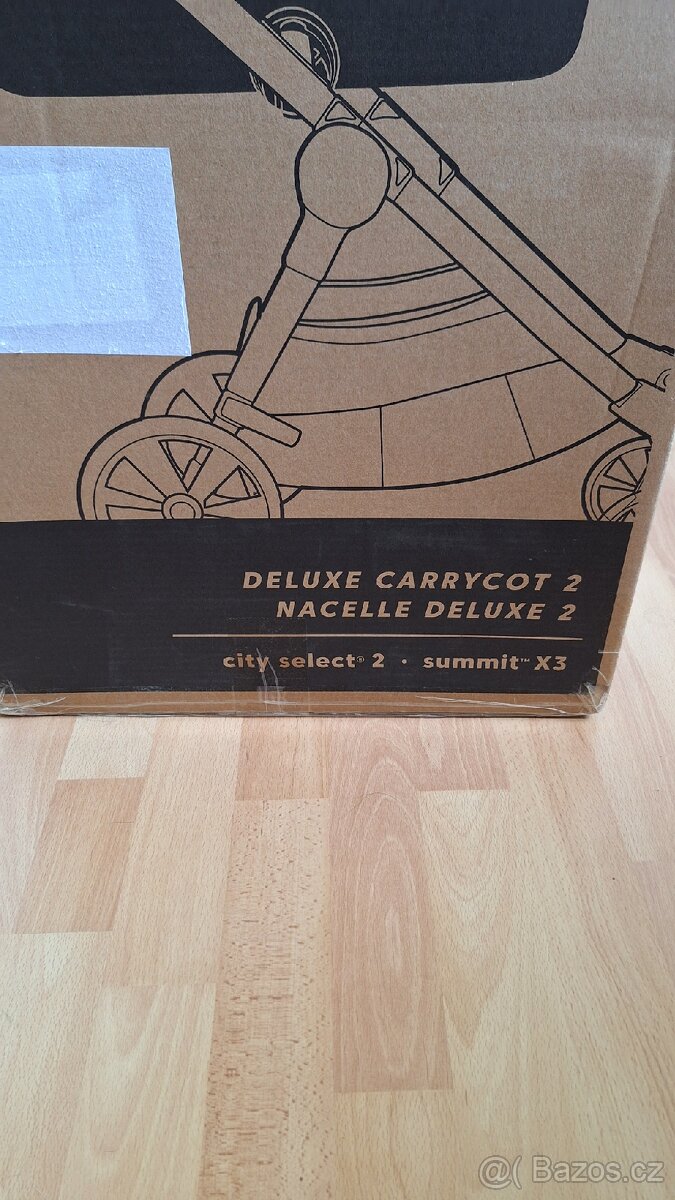 DELUXE CARRYCOT 2
NACELLE DELUXE 2
city select® 2 · summit™ X3
@( Bazos.cz